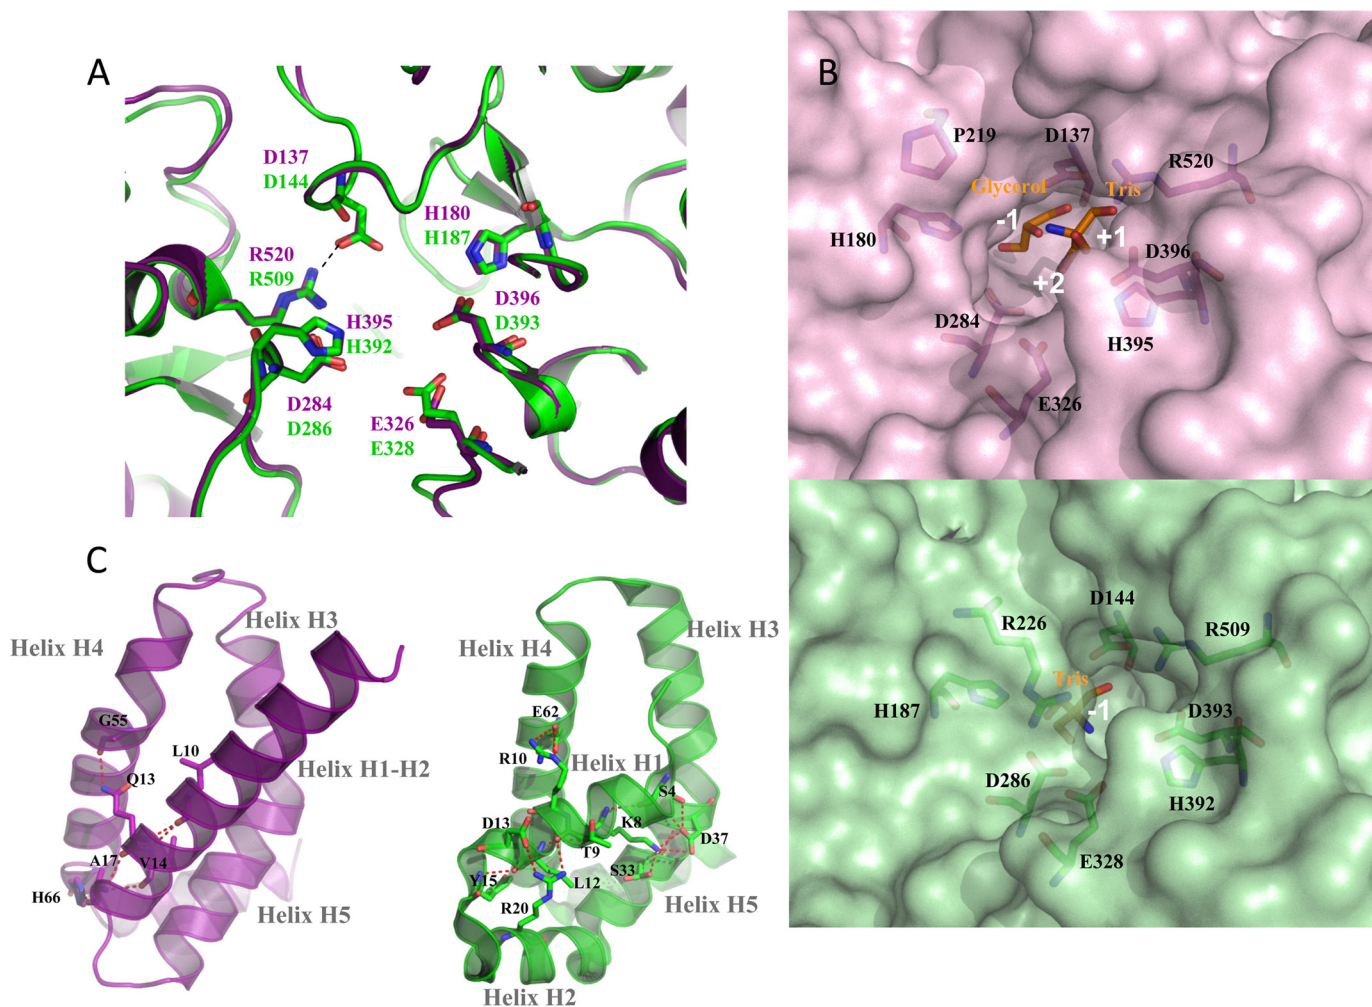 A
D137
D144
H180
H187
R520
R509
D396
D393
H395
H392
D284
D286
E326
E328
B
P219
D137
R520
Glycerol
Tris
-1
+1
H180
D396
+2
D284
H395
E326
D144
R226
R509
Tris
H187
-1
D393
D286
H392
E328
C
Helix H3
Helix H4
G55
L10
Q13
Helix H1-H2
A17
V14
H66
Helix H5
Helix H3
Helix H4
E62
R10
Helix H1
S4
D13
K8
D37
T9
Y15
L12
S33
R20
Helix H5
Helix H2